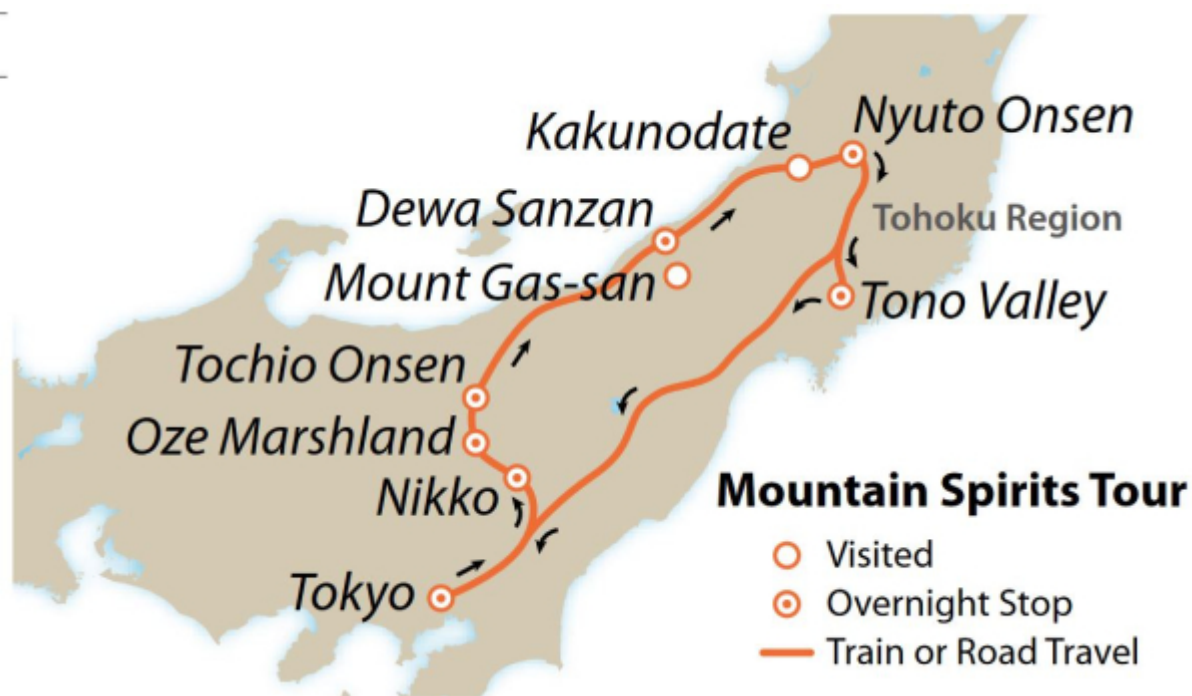 Kakunodate
Nyuto Onsen
Dewa Sanzan
Tohoku Region
Mount Gas-san
Tono Valley
Tochio Onsen
Oze Marshland
Nikko
Tokyo
Mountain Spirits Tour
Visited
Overnight Stop
Train or Road Travel